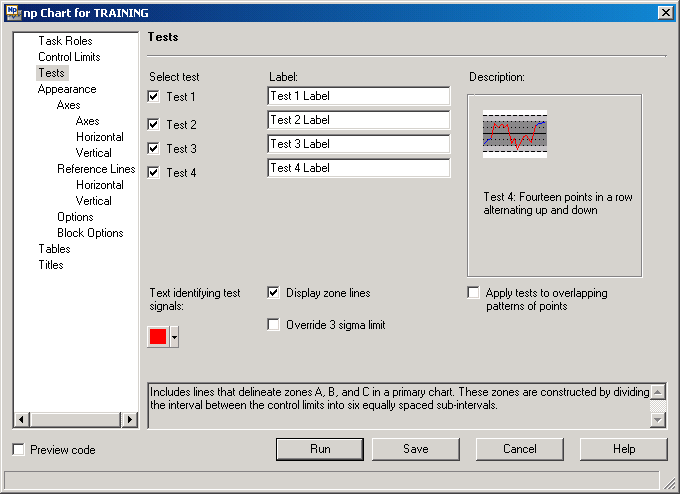 Np np Chart for TRAINING
Task Roles
Control Limits
Tests
Appearance
Axes
Axes
Horizontal
Vertical
Reference Lines
Horizontal
Vertical
Options
Block Options
Tables
Titles
Tests
Select test
Label:
Description:
Test 1
Test 1 Label
Test 2
Test 2 Label
Test 3
Test 3 Label
Test 4
Test 4 Label
Test 4: Fourteen points in a row
alternating up and down
Text identifying test
signals:
Display zone lines
Override 3 sigma limit
Apply tests to overlapping
patterns of points
Includes lines that delineate zones A, B, and C in a primary chart. These zones are constructed by dividing
the interval between the control limits into six equally spaced sub-intervals.
Preview code
Run
Save
Cancel
Help